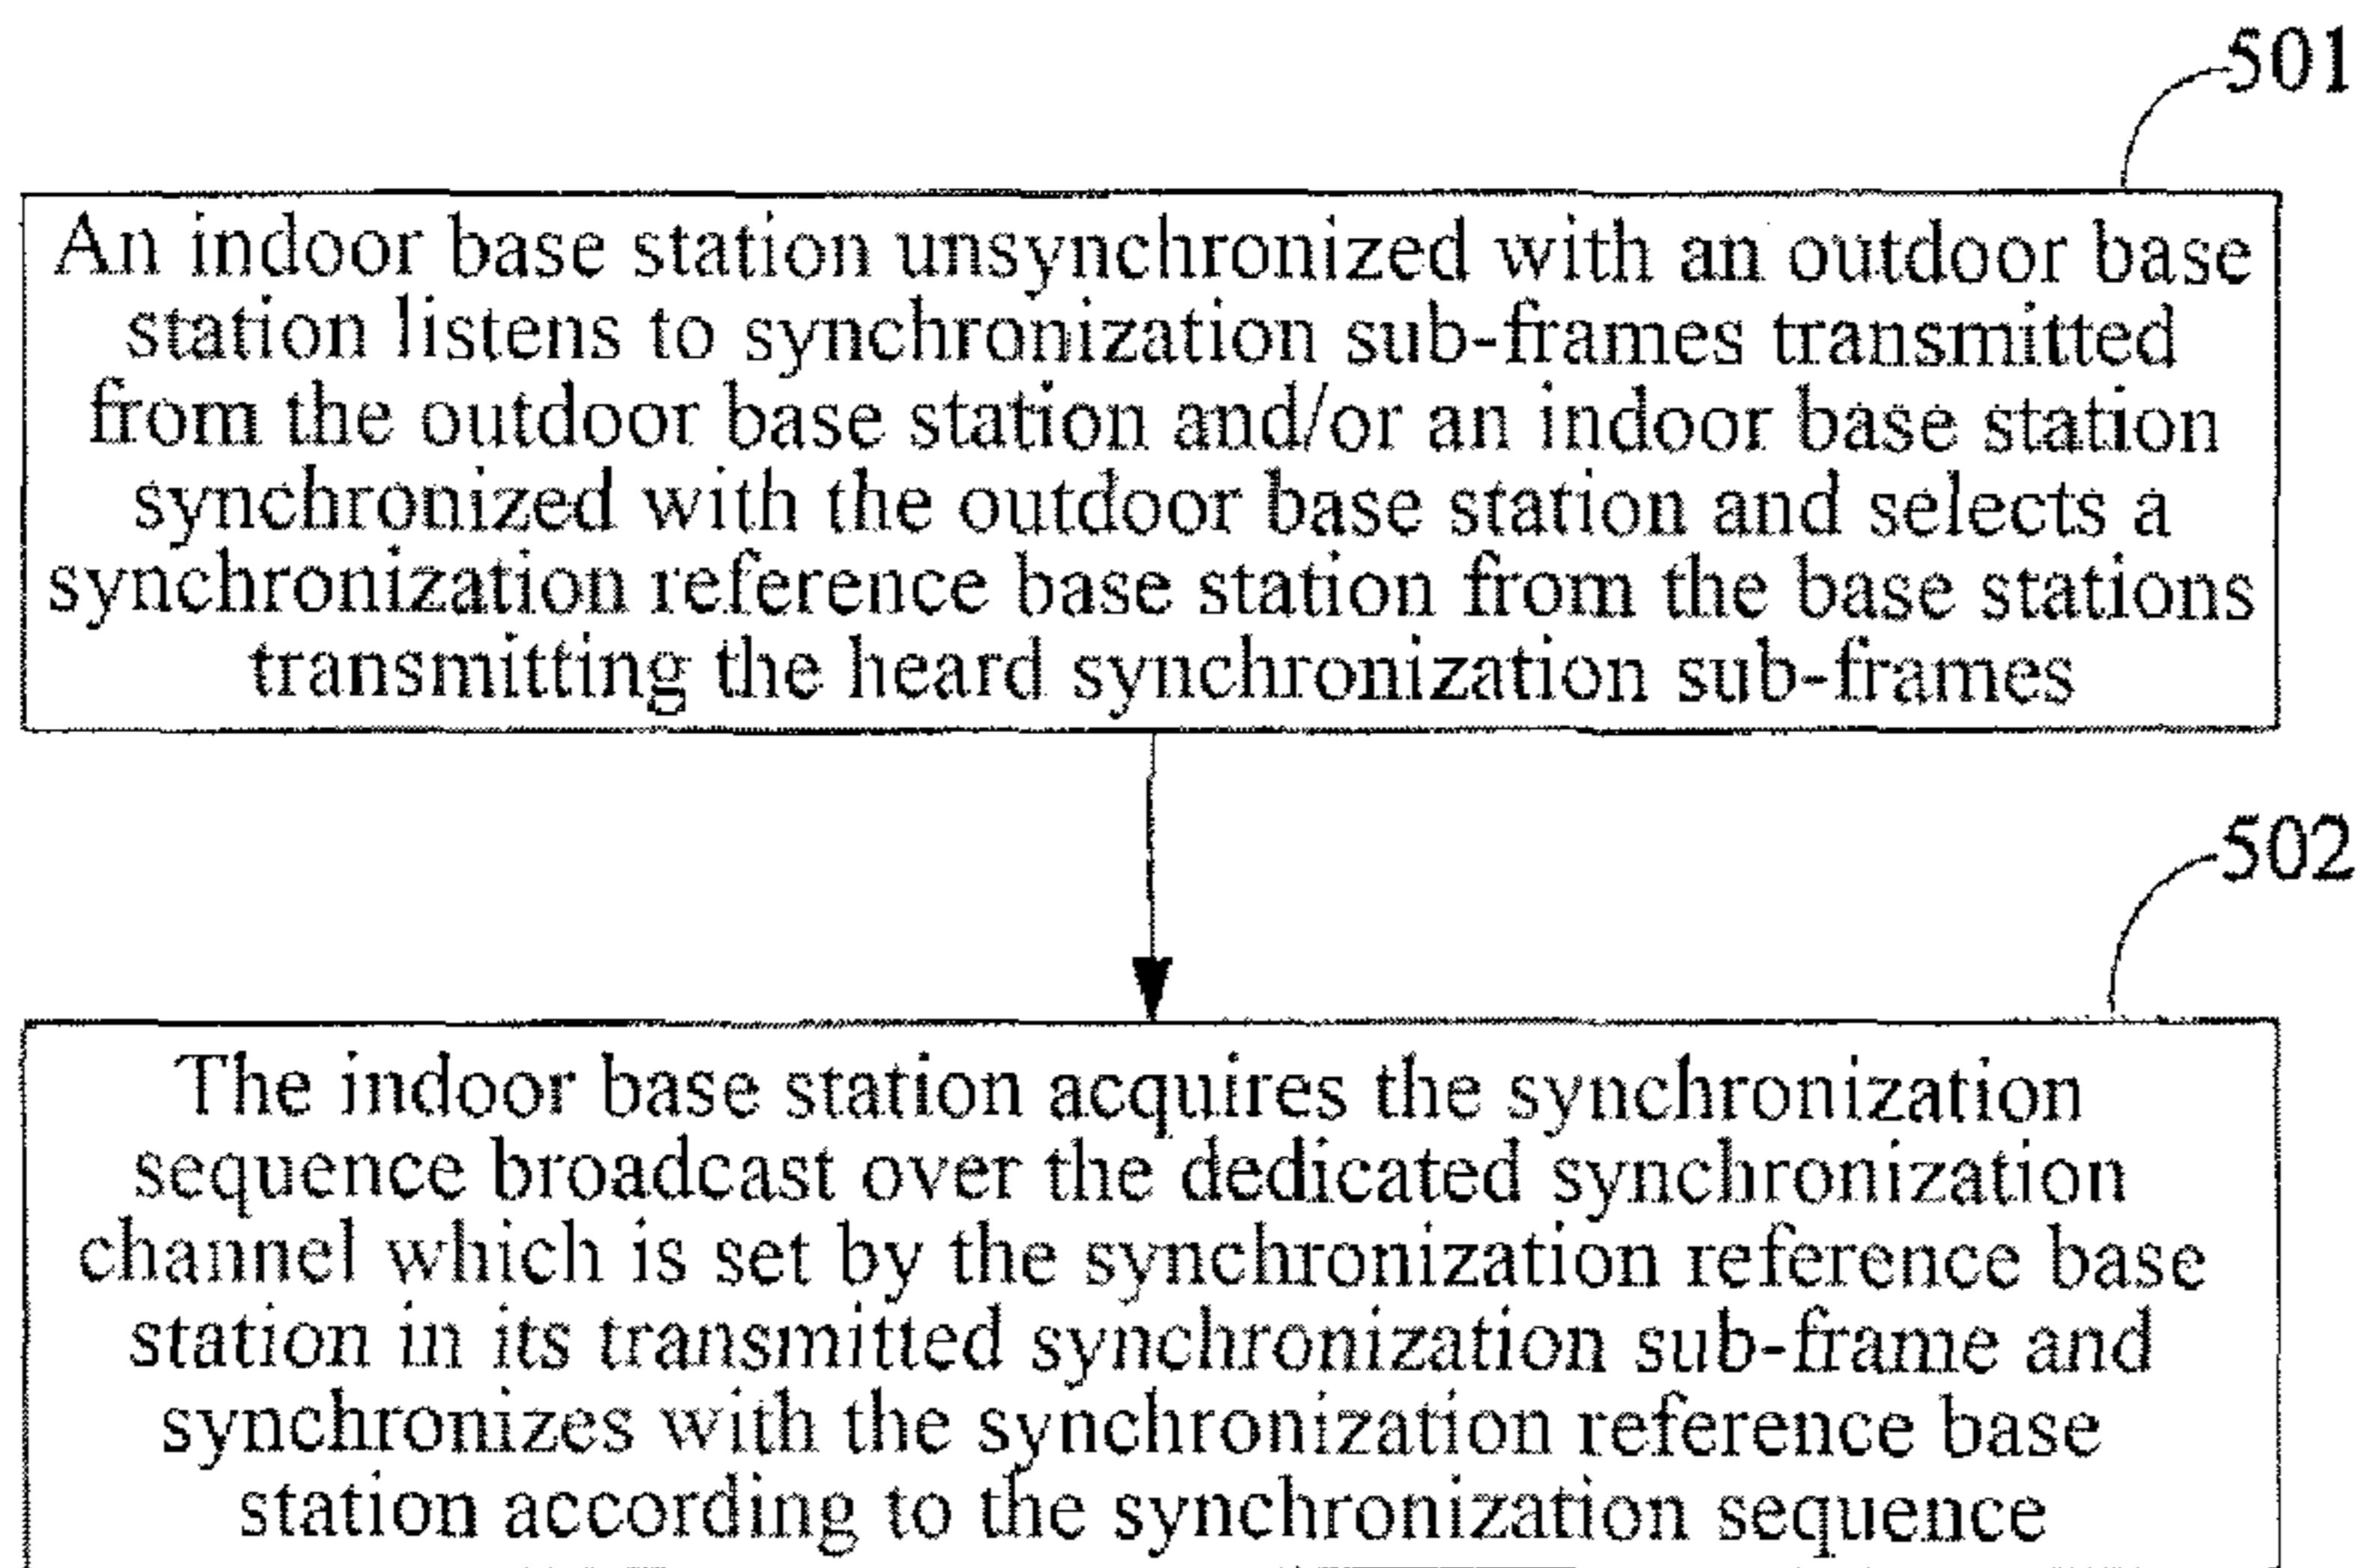 501
An indoor base station unsynchronized with an outdoor base
station listens to synchronization sub-frames transmitted
from the outdoor base station and/or an indoor base station
synchronized with the outdoor base station and selects a
synchronization reference base station from the base stations
transmitting the heard synchronization sub-frames
502
The indoor base station acquires the synchronization
sequence broadcast over the dedicated synchronization
channel which is set by the synchronization reference base
station in its transmitted synchronization sub-frame and
synchronizes with the synchronization reference base
station according to the synchronization sequence